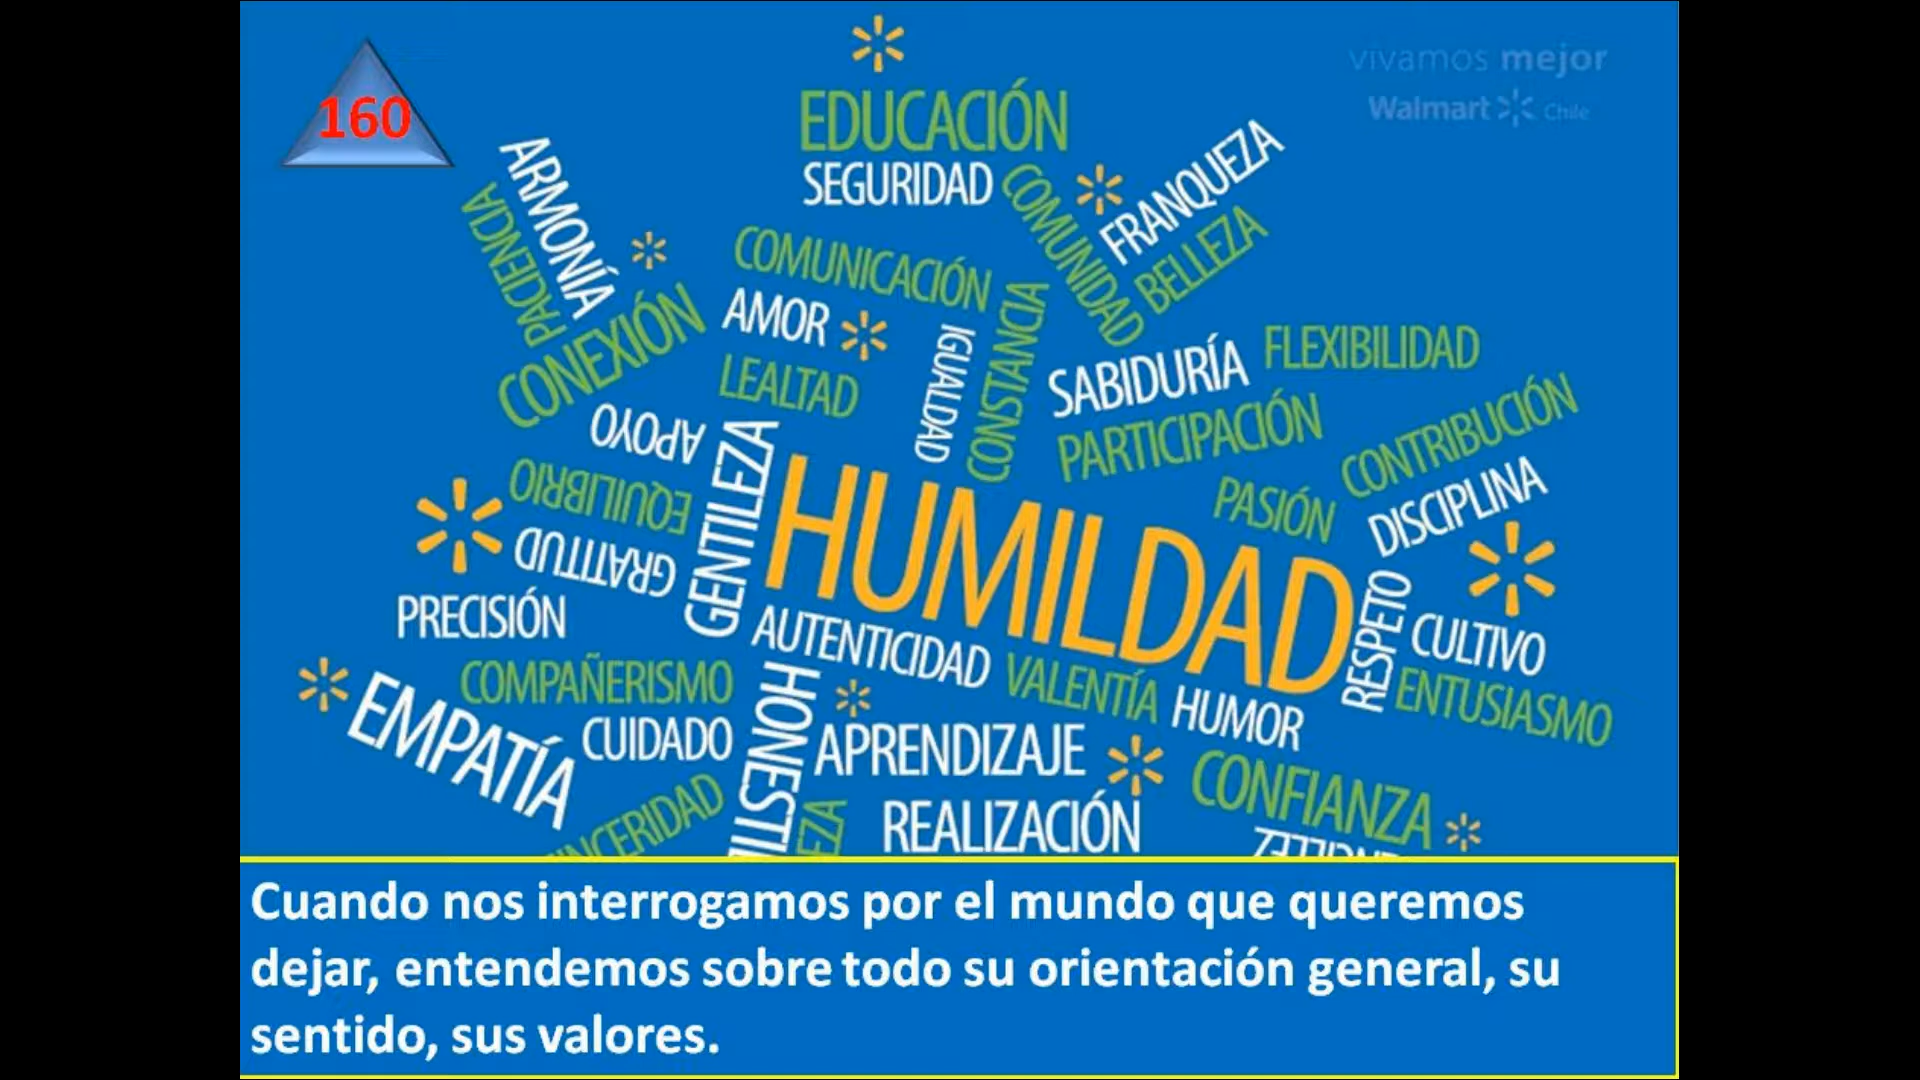 160
vivamos mejor
Walmart Chile
EDUCACIÓN
SEGURIDAD
ARMONÍA
PACIENCIA
CONEXIÓN
COMUNICACIÓN
AMOR
LEALTAD
IGUALDAD
CONSTANCIA
COMUNIDAD
FRANQUEZA
BELLEZA
SABIDURÍA
FLEXIBILIDAD
PARTICIPACIÓN
CONTRIBUCIÓN
PASIÓN
DISCIPLINA
APOYO
EQUILIBRIO
GRATITUD
GENTILEZA
HUMILDAD
PRECISIÓN
AUTENTICIDAD
VALENTÍA
HUMOR
RESPETO
CULTIVO
ENTUSIASMO
COMPAÑERISMO
EMPATÍA
CUIDADO
APRENDIZAJE
REALIZACIÓN
CONFIANZA
Cuando nos interrogamos por el mundo que queremos
dejar, entendemos sobre todo su orientación general, su
sentido, sus valores.